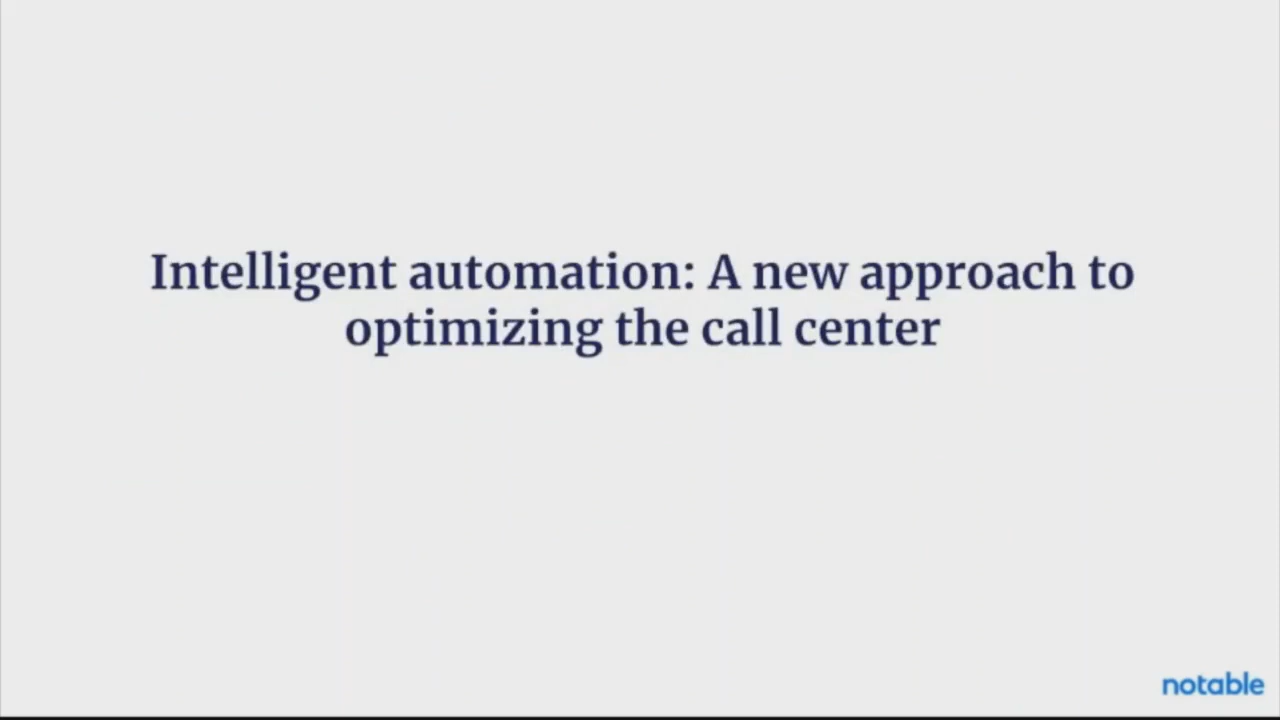 Intelligent automation: A new approach to
optimizing the call center
notable